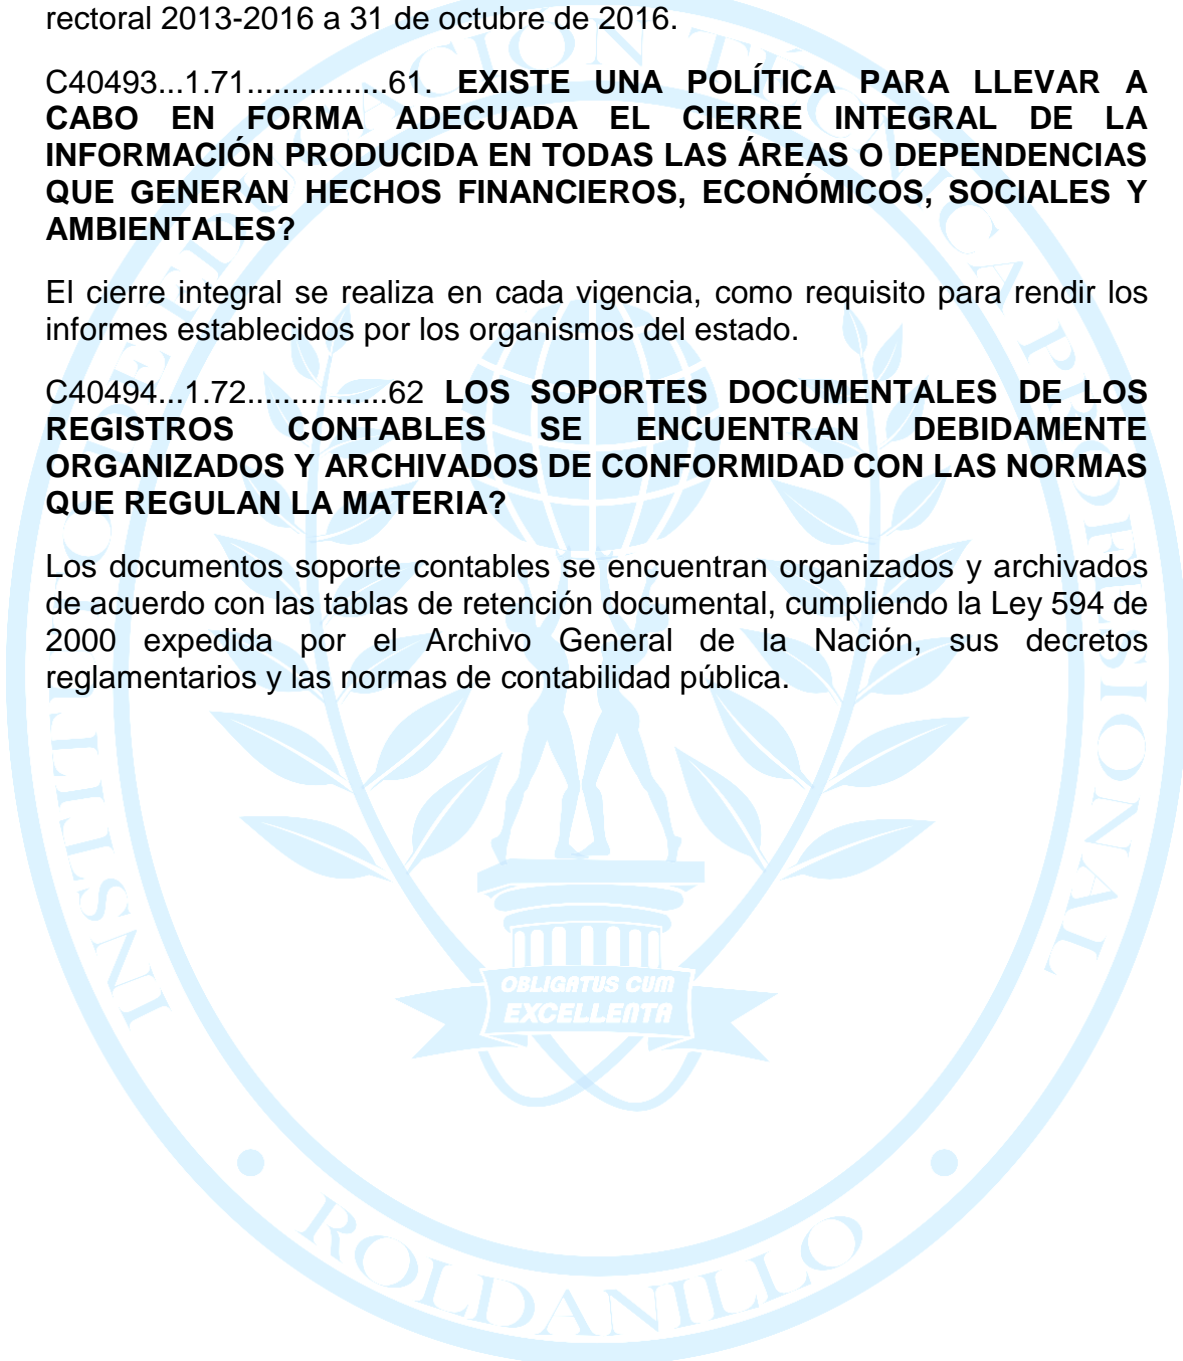 rectoral 2013-2016 a 31 de octubre de 2016.
C40493...1.71................61. EXISTE UNA POLÍTICA PARA LLEVAR A
CABO EN FORMA ADECUADA EL CIERRE INTEGRAL DE LA
INFORMACIÓN PRODUCIDA EN TODAS LAS ÁREAS O DEPENDENCIAS
QUE GENERAN HECHOS FINANCIEROS, ECONÓMICOS, SOCIALES Y
AMBIENTALES?
El cierre integral se realiza en cada vigencia, como requisito para rendir los
informes establecidos por los organismos del estado.
C40494...1.72................62 LOS SOPORTES DOCUMENTALES DE LOS
REGISTROS CONTABLES SE ENCUENTRAN DEBIDAMENTE
ORGANIZADOS Y ARCHIVADOS DE CONFORMIDAD CON LAS NORMAS
QUE REGULAN LA MATERIA?
Los documentos soporte contables se encuentran organizados y archivados
de acuerdo con las tablas de retención documental, cumpliendo la Ley 594 de
2000 expedida por el Archivo General de la Nación, sus decretos
reglamentarios y las normas de contabilidad pública.
INSTITUTO DE EDUCACIÓN TÉCNICA PROFESIONAL
OBLIGATUS CUM
EXCELLENTA
• ROLDANILLO •